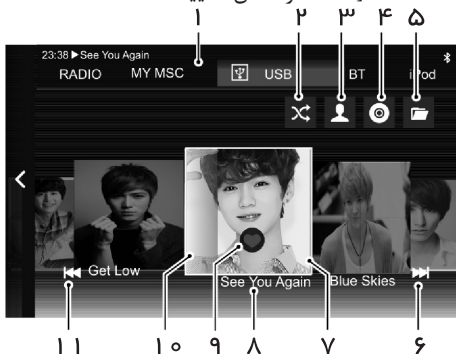 ۱ ۲ ۳ ۴ ۵
23:38 ▶ See You Again
RADIO MY MSC USB BT iPod
Get Low See You Again Blue Skies
۱۱ ۱۰ ۹ ۸ ۷ ۶